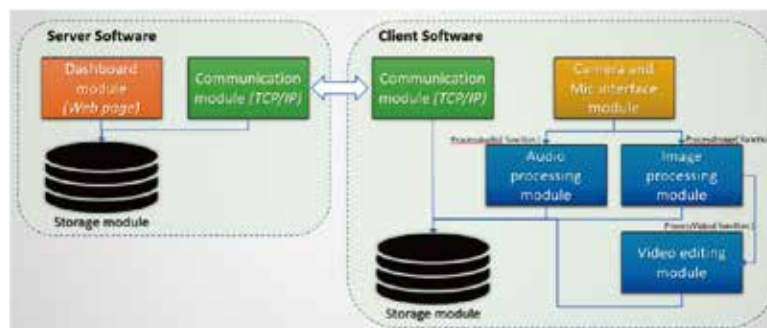 Server Software
Dashboard
module
(Web page)
Communication
module (TCP/IP)
Storage module
Client Software
Communication
module (TCP/IP)
Camera and
Mic interface
module
Audio
processing
module
Image
processing
module
Video editing
module
Storage module